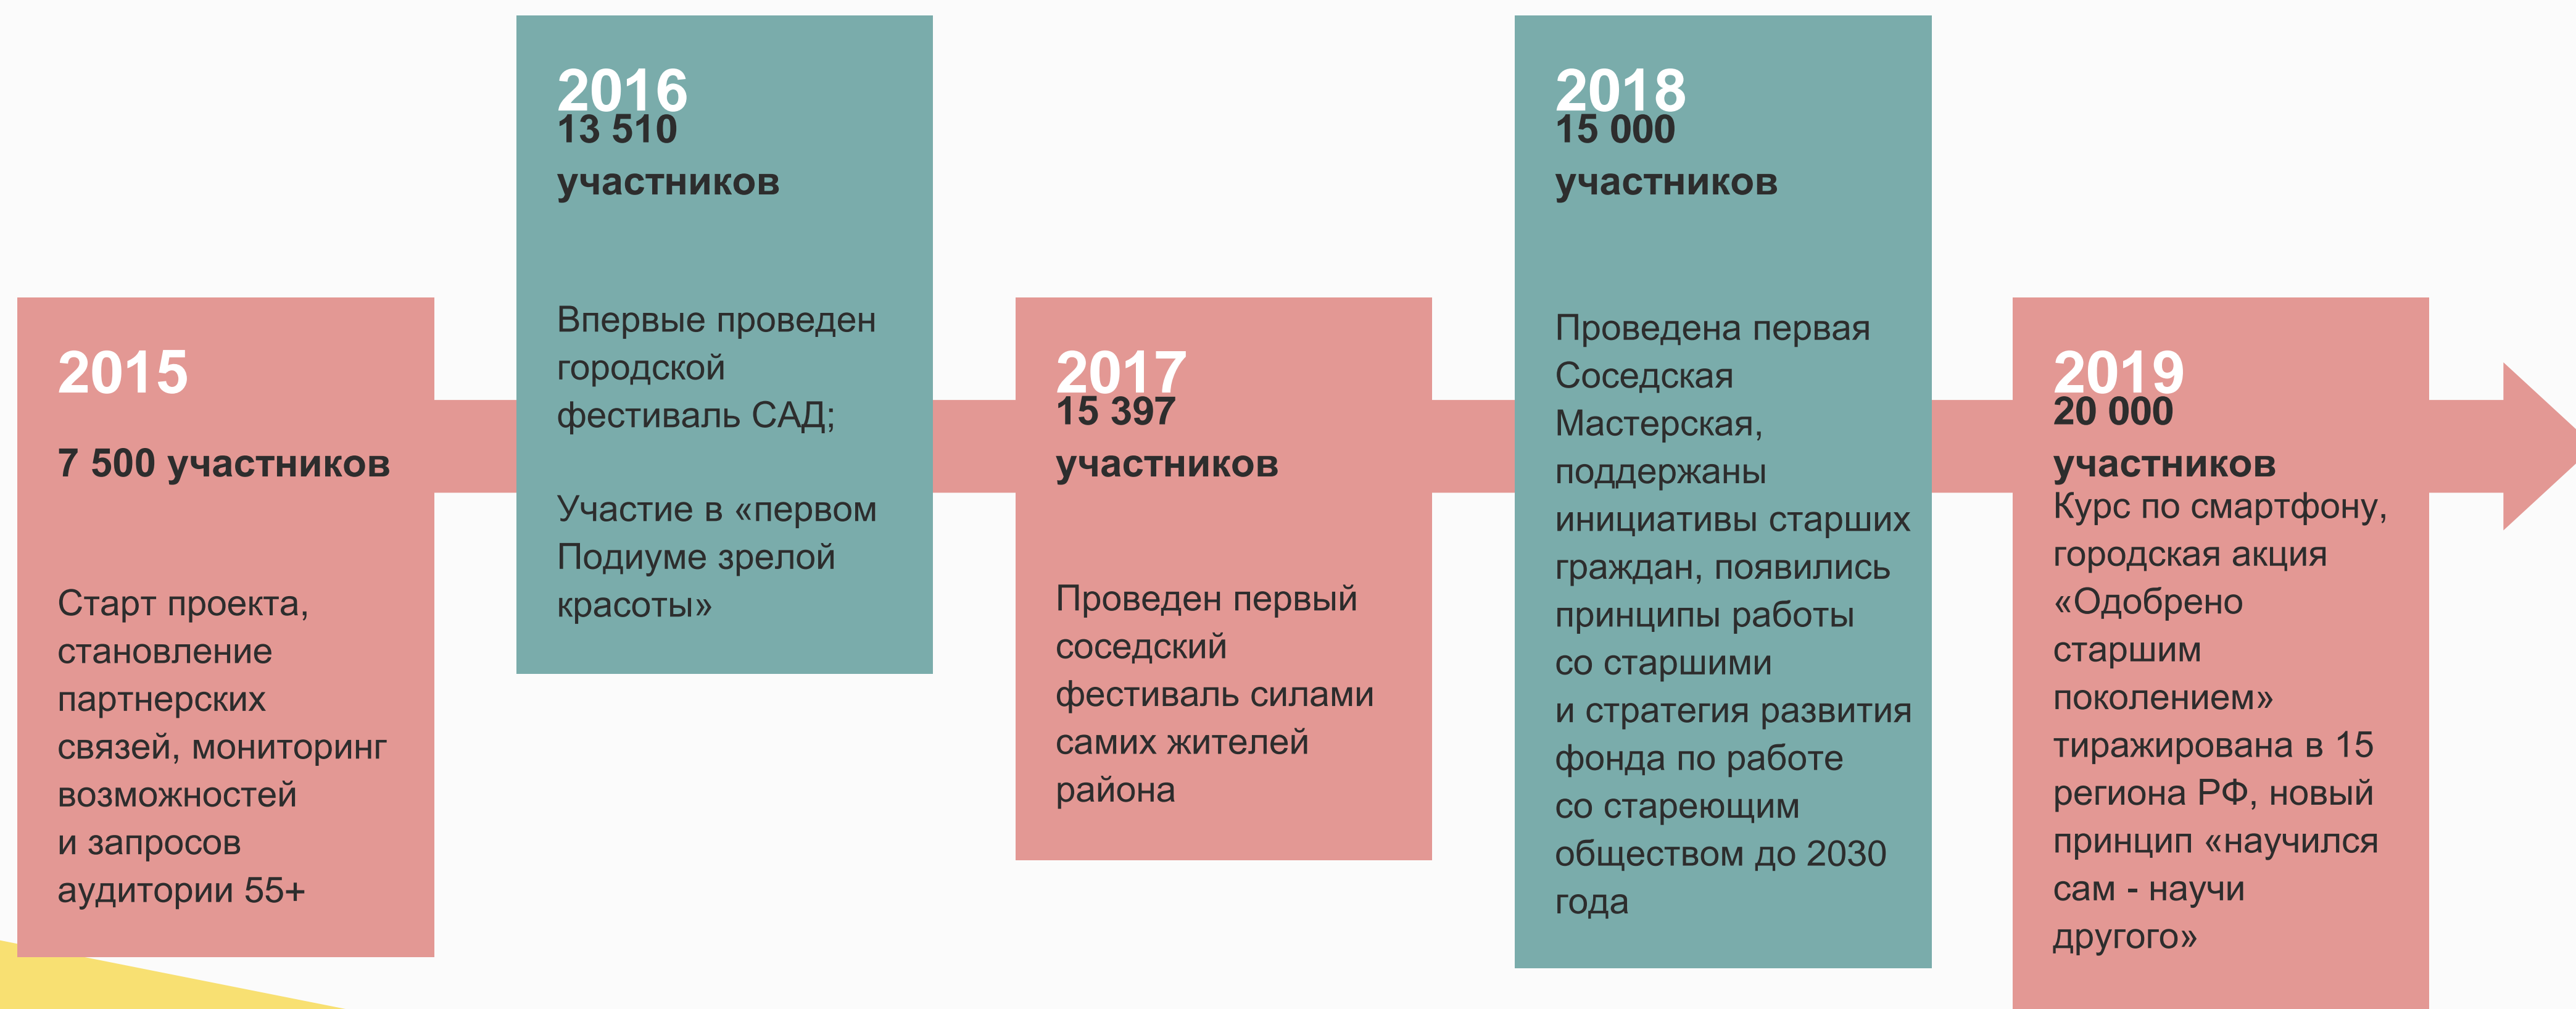 2015
7 500 участников
Старт проекта,
становление
партнерских
связей, мониторинг
возможностей
и запросов
аудитории 55+
2016
13 510
участников
Впервые проведен
городской
фестиваль САД;
Участие в «первом
Подиуме зрелой
красоты»
2017
15 397
участников
Проведен первый
соседский
фестиваль силами
самих жителей
района
2018
15 000
участников
Проведена первая
Соседская
Мастерская,
поддержаны
инициативы старших
граждан, появились
принципы работы
со старшими
и стратегия развития
фонда по работе
со стареющим
обществом до 2030
года
2019
20 000
участников
Курс по смартфону,
городская акция
«Одобрено
старшим
поколением»
тиражирована в 15
региона РФ, новый
принцип «научился
сам - научи
другого»